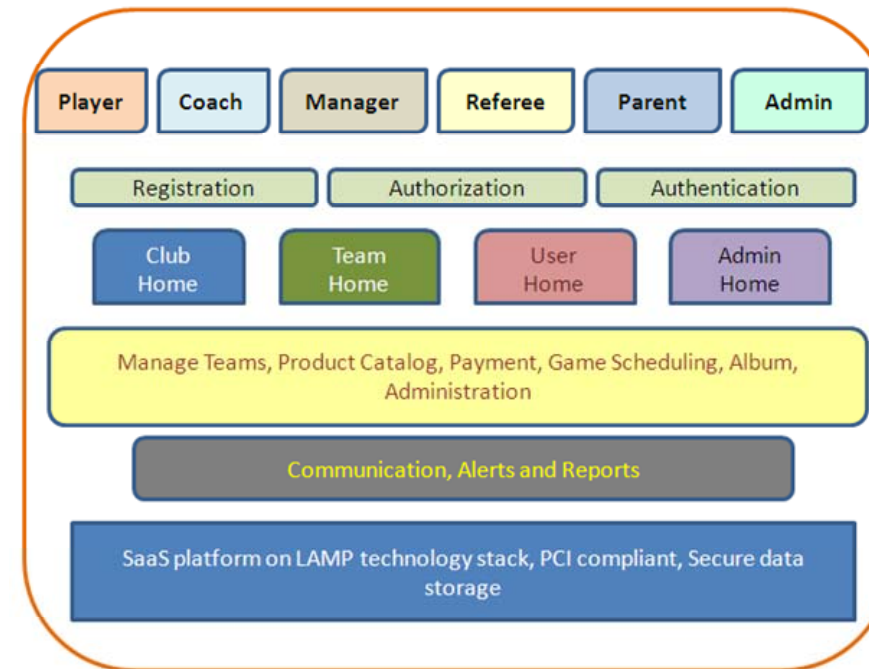 Player
Coach
Manager
Referee
Parent
Admin
Registration
Authorization
Authentication
Club
Home
Team
Home
User
Home
Admin
Home
Manage Teams, Product Catalog, Payment, Game Scheduling, Album,
Administration
Communication, Alerts and Reports
SaaS platform on LAMP technology stack, PCI compliant, Secure data
storage